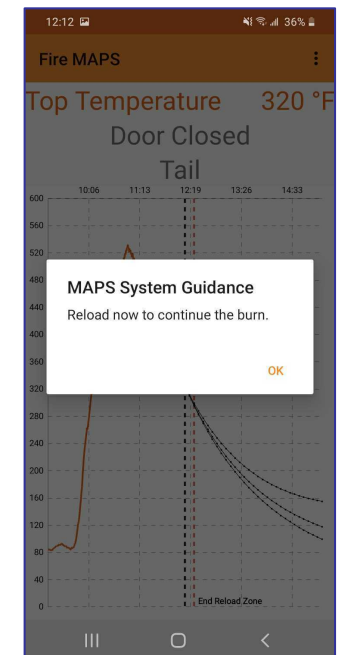 12:12 36%
Fire MAPS
Top Temperature 320 °F
Door Closed
Tail
10:06 11:13 12:19 13:26 14:33
600
560
520
480
MAPS System Guidance
Reload now to continue the burn.
OK
440
400
360
320
280
240
200
160
120
80
40
0
End Reload Zone